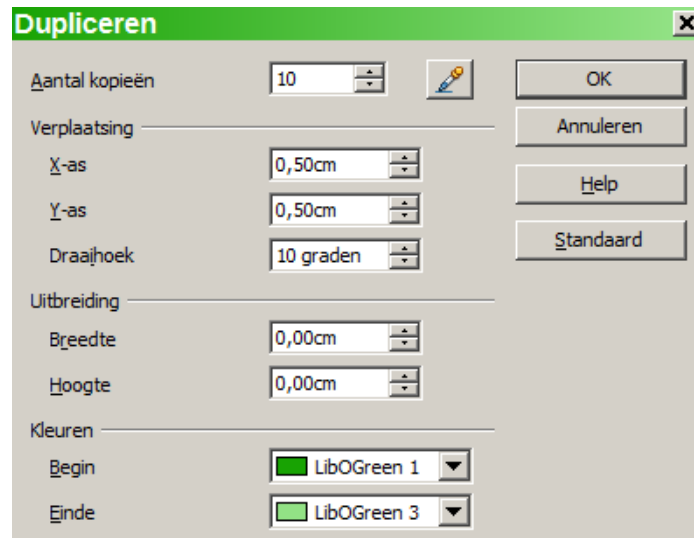 Dupliceren
Aantal kopieën 10 OK
Verplaatsing Annuleren
X-as 0,50cm Help
Y-as 0,50cm Standaard
Draaihoek 10 graden
Uitbreiding
Breedte 0,00cm
Hoogte 0,00cm
Kleuren
Begin LibOGreen 1
Einde LibOGreen 3